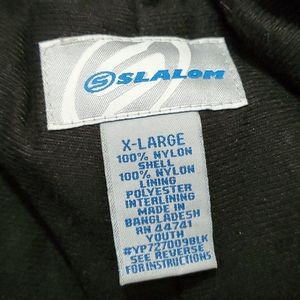 SLALOM
X-LARGE
100% NYLON
SHELL
100% NYLON
LINING
POLYESTER
INTERLINING
MADE IN
BANGLADESH
RN 44741
YOUTH
#YP727009BLK
SEE REVERSE
FOR INSTRUCTIONS